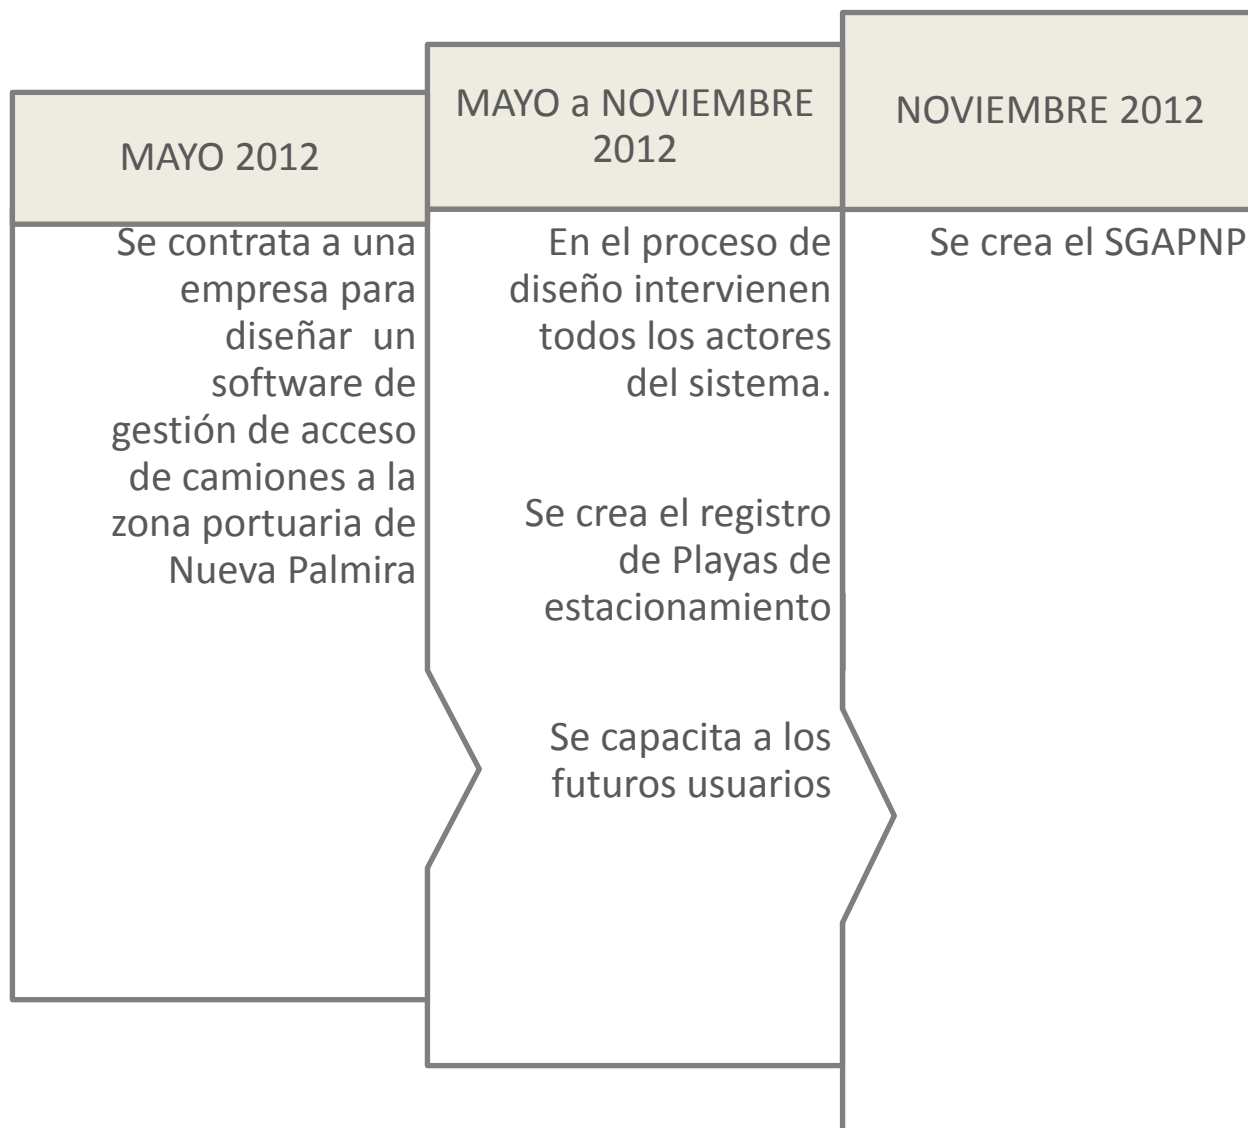 MAYO 2012
Se contrata a una
empresa para
diseñar  un
software de
gestión de acceso
de camiones a la
zona portuaria de
Nueva Palmira
MAYO a NOVIEMBRE
2012
En el proceso de
diseño intervienen
todos los actores
del sistema.
Se crea el registro
de Playas de
estacionamiento
Se capacita a los
futuros usuarios
NOVIEMBRE 2012
Se crea el SGAPNP